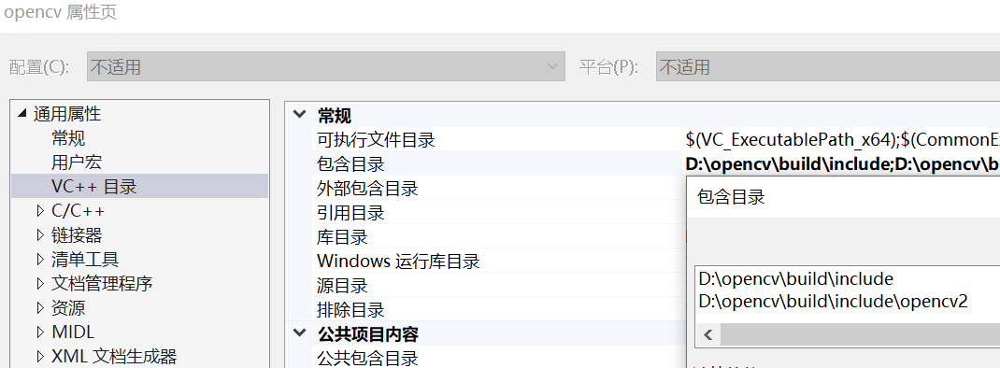 opencv 属性页
配置(C): 不适用 平台(P): 不适用
通用属性
常规
用户宏
VC++ 目录
C/C++
链接器
清单工具
文档管理程序
资源
MIDL
XML 文档生成器
常规
可执行文件目录 $(VC_ExecutablePath_x64);$(CommonEx
包含目录 D:\opencv\build\include;D:\opencv\b
外部包含目录
引用目录
库目录
Windows 运行库目录
源目录
排除目录
公共项目内容
公共包含目录
包含目录
D:\opencv\build\include
D:\opencv\build\include\opencv2